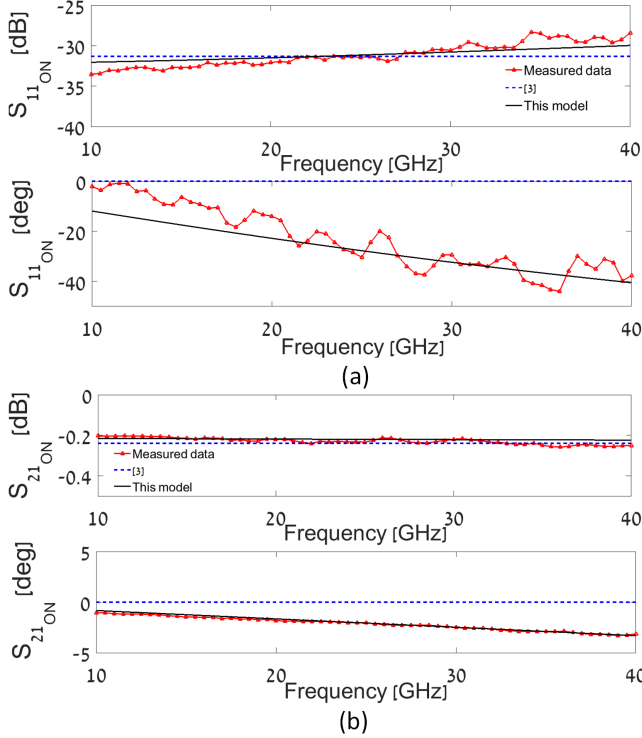 -25
-30
-35
-40
S11ON [dB]
Measured data
[3]
This model
10
20
30
40
Frequency [GHz]
0
-20
-40
S11ON [deg]
10
20
30
40
Frequency [GHz]
(a)
0
-0.2
-0.4
S21ON [dB]
Measured data
[3]
This model
10
20
30
40
Frequency [GHz]
5
0
-5
S21ON [deg]
10
20
30
40
Frequency [GHz]
(b)